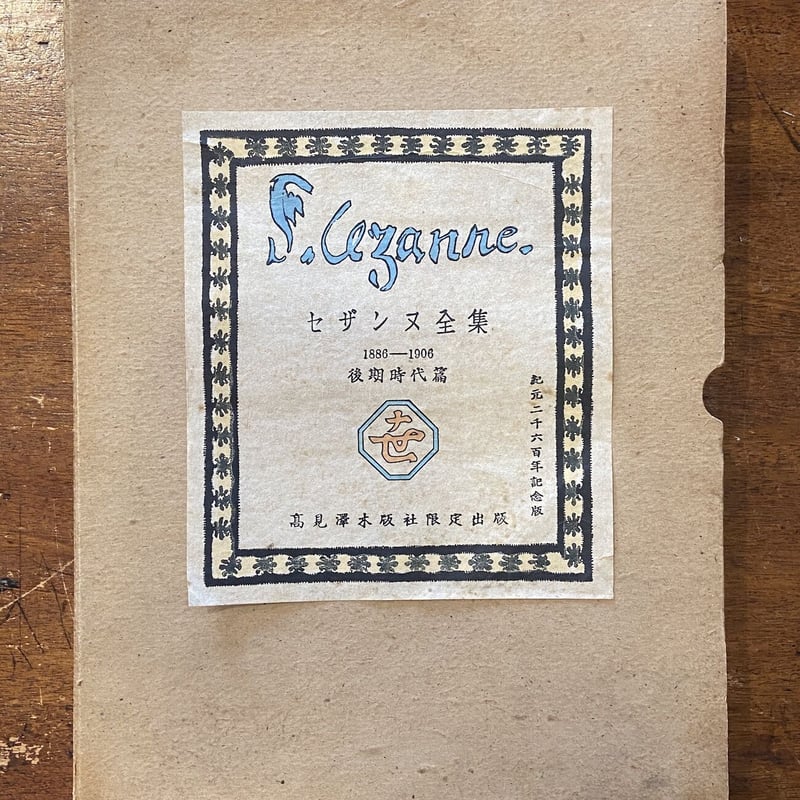 P. Cezanne.
セザンヌ全集
1886—1906
後期時代篇
紀元二千六百年記念版
高見澤木版社限定出版